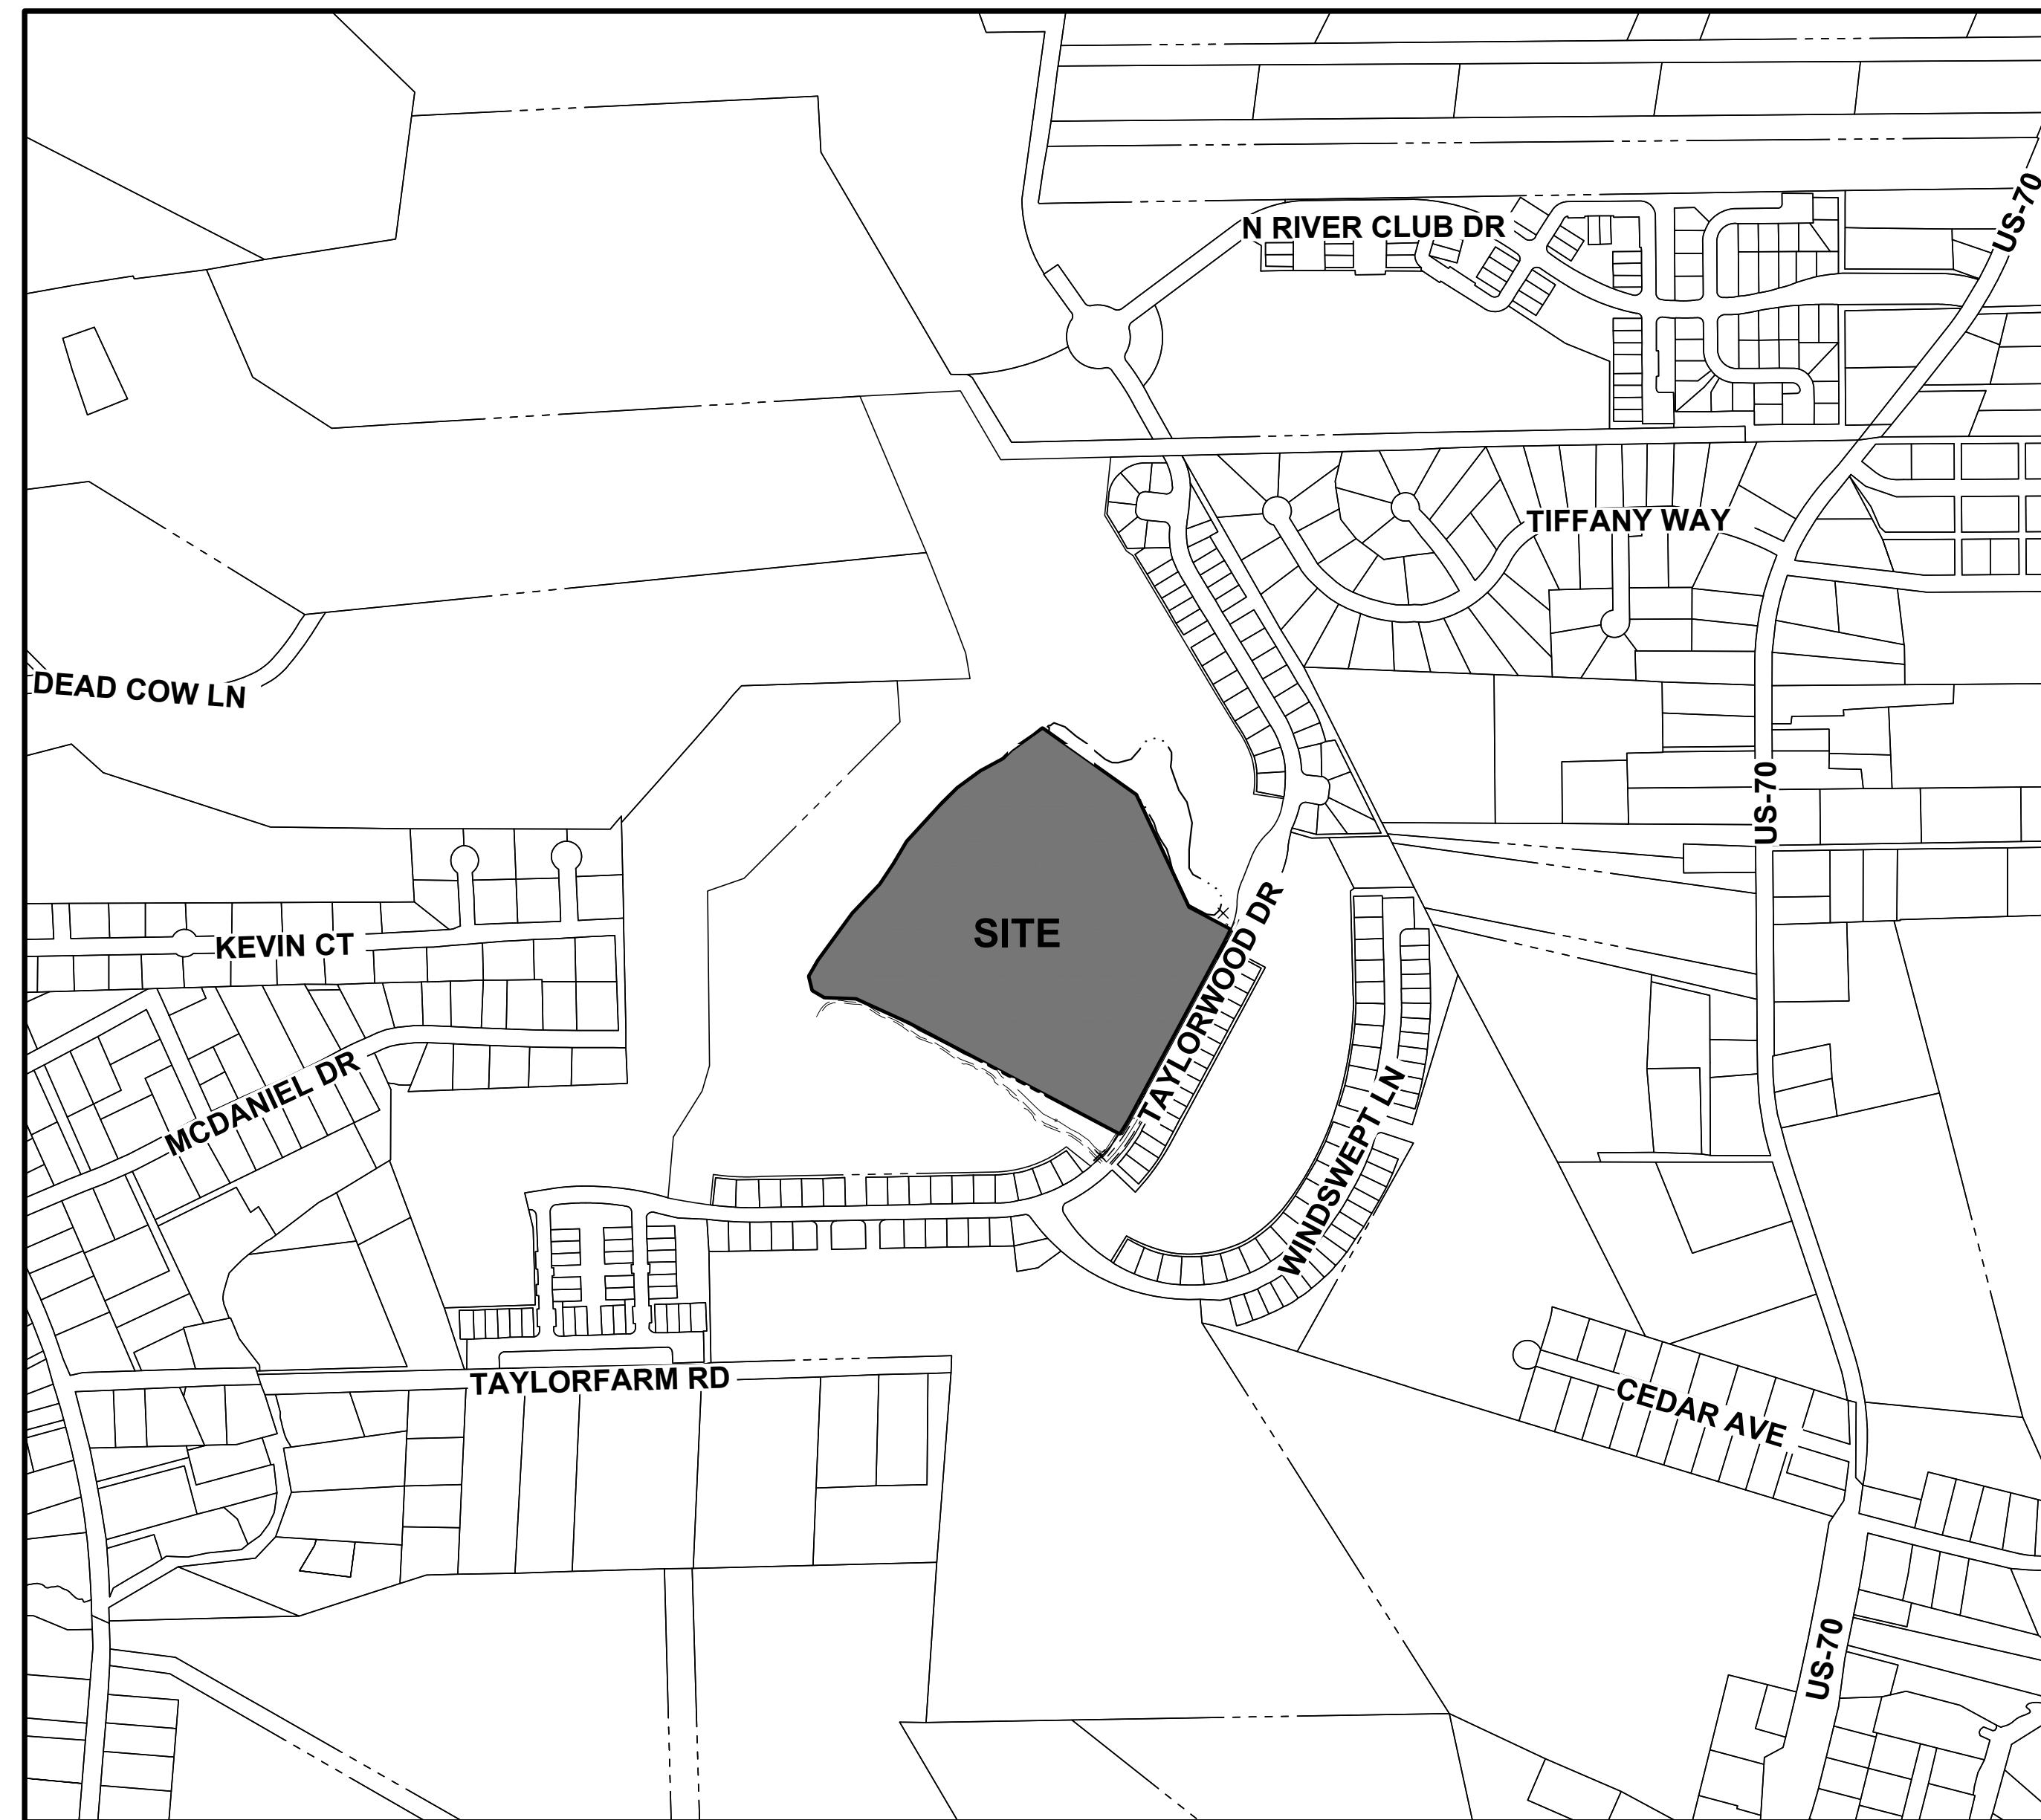 US-70
N RIVER CLUB DR
TIFFANY WAY
DEAD COW LN
US-70
SITE
TAYLORWOOD DR
KEVIN CT
MCDANIEL DR
WINDSWEPT LN
TAYLORFARM RD
CEDAR AVE
US-70